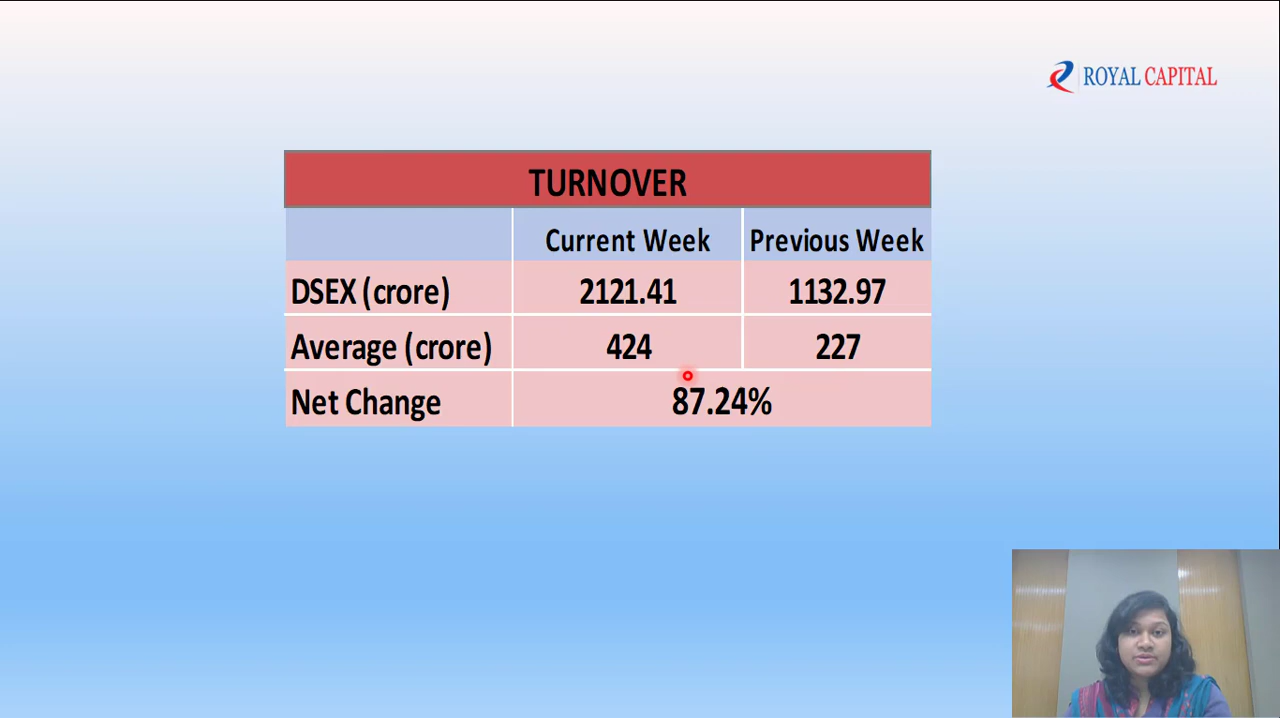 ROYAL CAPITAL
TURNOVER
Current Week Previous Week
DSEX (crore) 2121.41 1132.97
Average (crore) 424 227
Net Change 87.24%